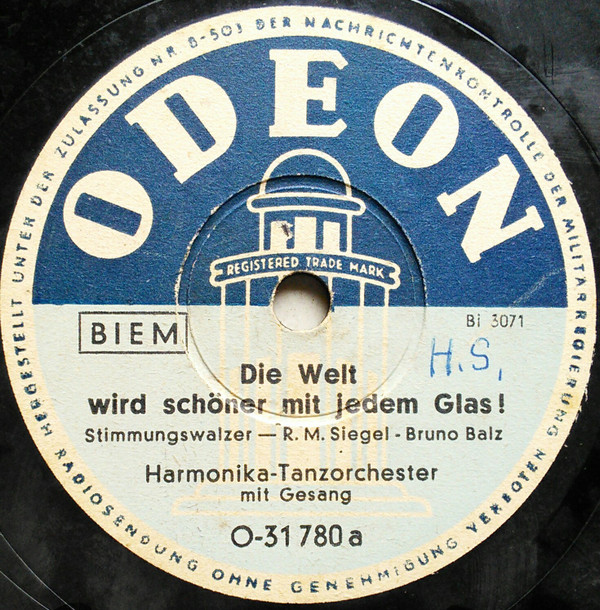 HERGESTELLT UNTER DER ZULASSUNG NR B-503 DER NACHRICHTENKONTROLLE DER MILITÄRREGIERUNG
ODEON
REGISTERED TRADE MARK
BIEM
Bi 3071
H.S.
Die Welt
wird schöner mit jedem Glas!
Stimmungswalzer — R. M. Siegel - Bruno Balz
Harmonika-Tanzorchester
mit Gesang
O-31 780 a
RADIOSENDUNG OHNE GENEHMIGUNG VERBOTEN